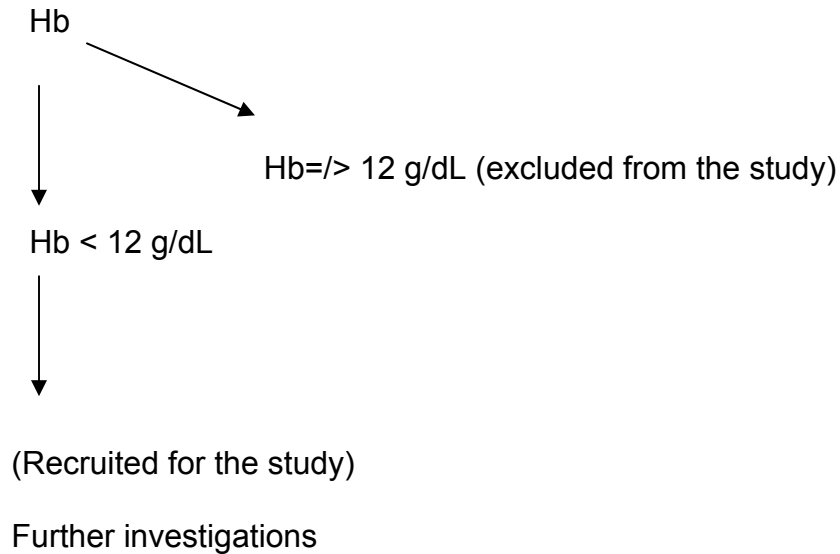 Hb
Hb=/> 12 g/dL (excluded from the study)
Hb < 12 g/dL
(Recruited for the study)
Further investigations